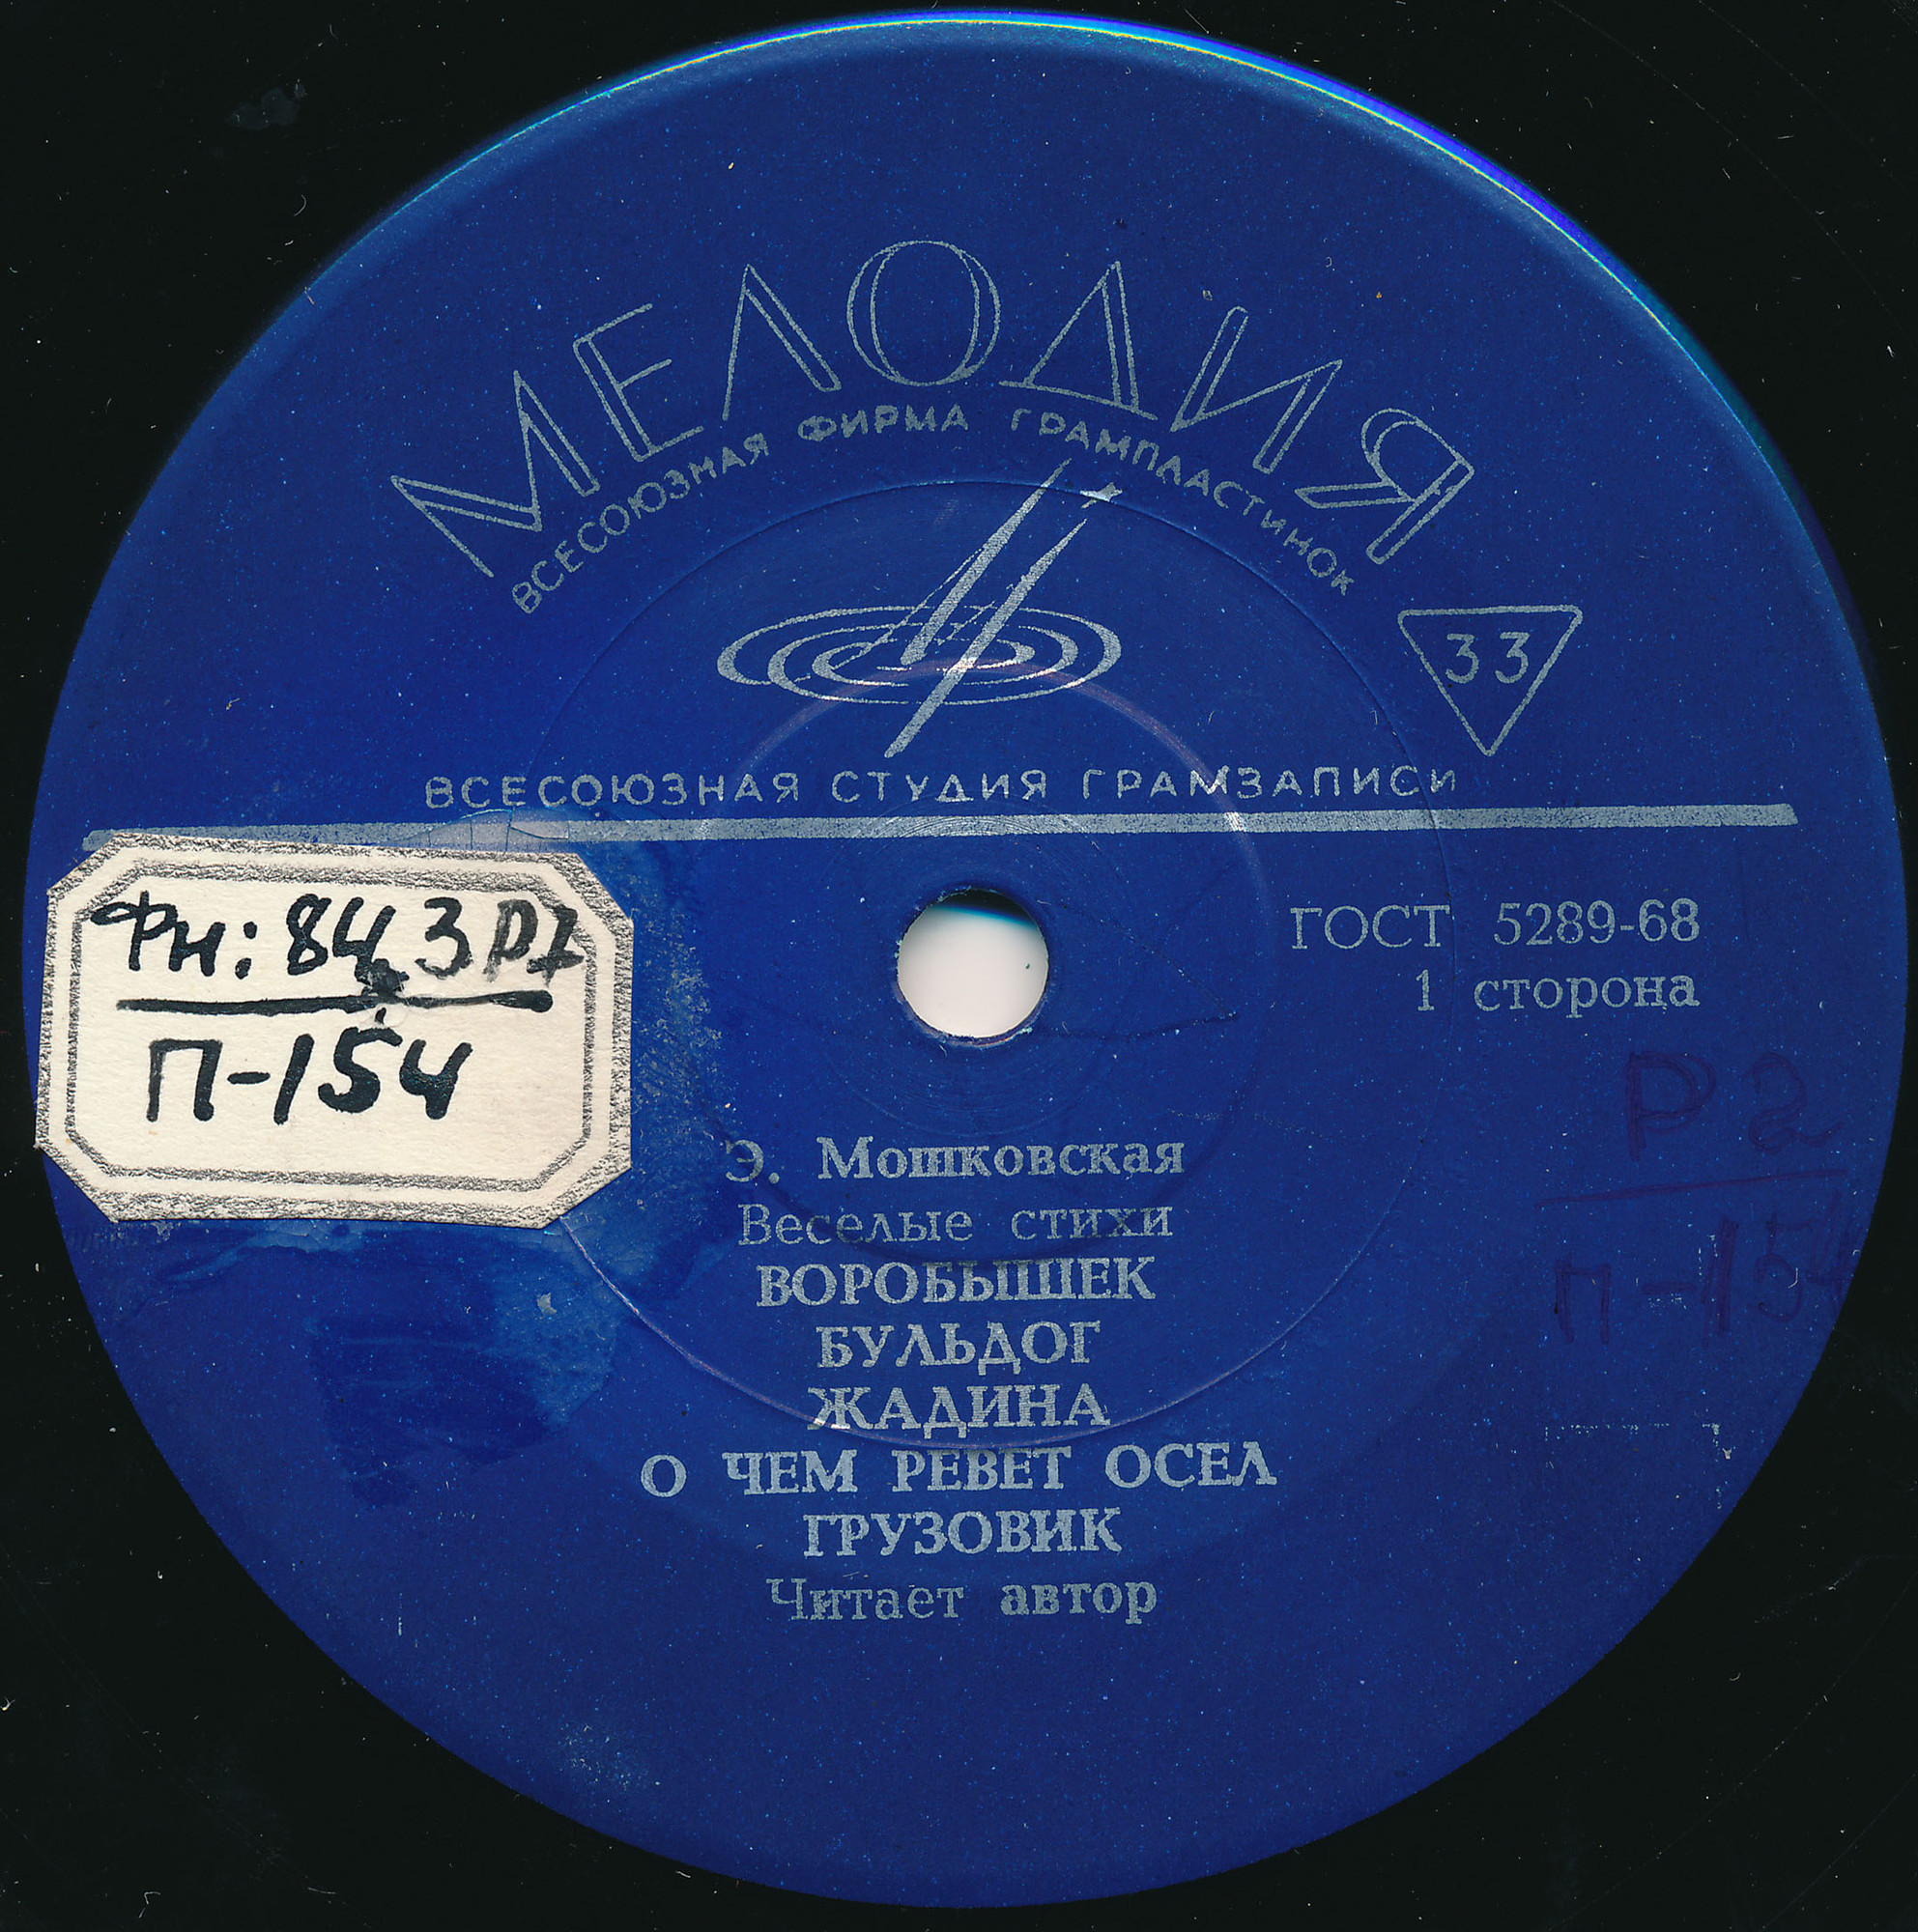 МЕЛОДИЯ
ВСЕСОЮЗНАЯ ФИРМА ГРАМПЛАСТИНОК
33
ВСЕСОЮЗНАЯ СТУДИЯ ГРАМЗАПИСИ
Фн: 84.3Р7
П-154
ГОСТ 5289-68
1 сторона
Р2
П-154
Э. Мошковская
Веселые стихи
ВОРОБЫШЕК
БУЛЬДОГ
ЖАДИНА
О ЧЕМ РЕВЕТ ОСЕЛ
ГРУЗОВИК
Читает автор